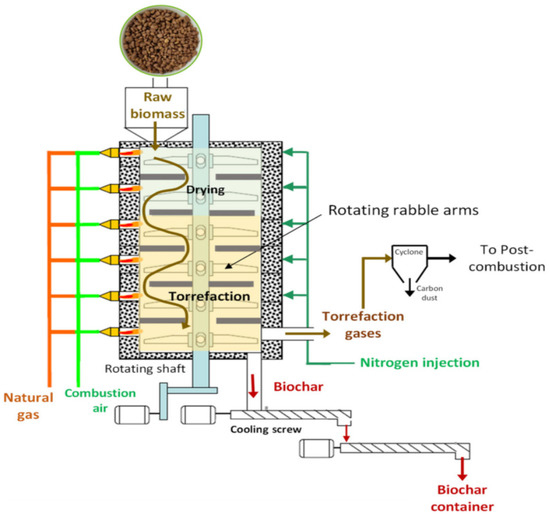 Raw
biomass
Drying
Rotating rabble arms
Cyclone
To Post-
combustion
Carbon
dust
Torrefaction
Torrefaction
gases
Rotating shaft
Nitrogen injection
Natural
gas
Combustion
air
Biochar
Cooling screw
Biochar
container